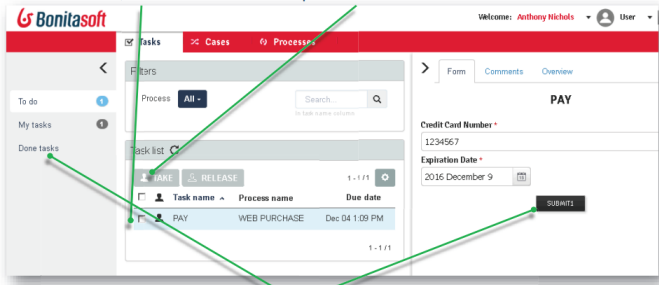 Bonitasoft
Welcome: Anthony Nichols User
Tasks Cases Processes
To do 1
My tasks 1
Done tasks
Filters
Process All
Search...
in task name column
Task list
TAKE RELEASE 1 - 1 /1
Task name Process name Due date
PAY WEB PURCHASE Dec 04 1:09 PM
1 - 1 /1
Form Comments Overview
PAY
Credit Card Number *
1234567
Expiration Date *
2016 December 9
SUBMIT1